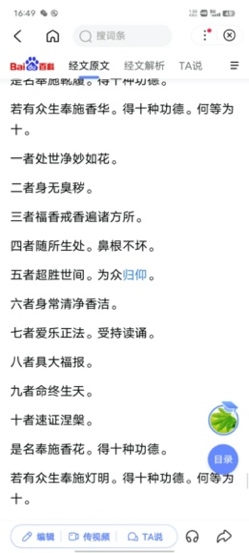 16:49
搜词条
Bai百科 经文原文 经文解析 TA说
是名奉施靴履。得十种功德。
若有众生奉施香华。得十种功德。何等为
十。
一者处世净妙如花。
二者身无臭秽。
三者福香戒香遍诸方所。
四者随所生处。鼻根不坏。
五者超胜世间。为众归仰。
六者身常清净香洁。
七者爱乐正法。受持读诵。
八者具大福报。
九者命终生天。
十者速证涅槃。
是名奉施香花。得十种功德。
若有众生奉施灯明。得十种功德。何等为
十。
目录
编辑 传视频 TA说